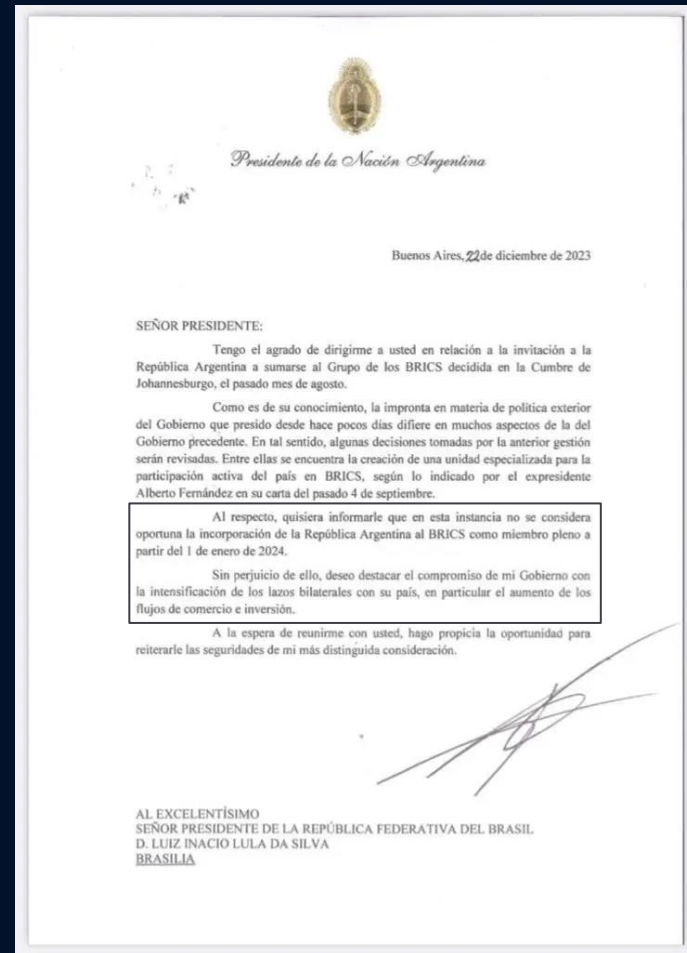 Presidente de la Nación Argentina
Buenos Aires, 22 de diciembre de 2023
SEÑOR PRESIDENTE:
Tengo el agrado de dirigirme a usted en relación a la invitación a la
República Argentina a sumarse al Grupo de los BRICS decidida en la Cumbre de
Johannesburgo, el pasado mes de agosto.
Como es de su conocimiento, la impronta en materia de política exterior
del Gobierno que presido desde hace pocos días difiere en muchos aspectos de la del
Gobierno precedente. En tal sentido, algunas decisiones tomadas por la anterior gestión
serán revisadas. Entre ellas se encuentra la creación de una unidad especializada para la
participación activa del país en BRICS, según lo indicado por el expresidente
Alberto Fernández en su carta del pasado 4 de septiembre.
Al respecto, quisiera informarle que en esta instancia no se considera
oportuna la incorporación de la República Argentina al BRICS como miembro pleno a
partir del 1 de enero de 2024.
Sin perjuicio de ello, deseo destacar el compromiso de mi Gobierno con
la intensificación de los lazos bilaterales con su país, en particular el aumento de los
flujos de comercio e inversión.
A la espera de reunirme con usted, hago propicia la oportunidad para
reiterarle las seguridades de mi más distinguida consideración.
AL EXCELENTÍSIMO
SEÑOR PRESIDENTE DE LA REPÚBLICA FEDERATIVA DEL BRASIL
D. LUIZ INACIO LULA DA SILVA
BRASILIA